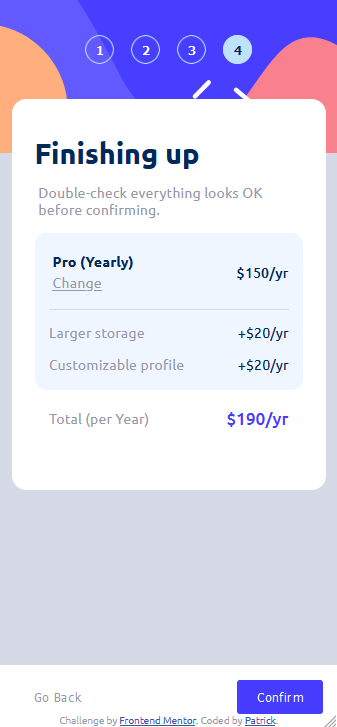 1 2 3 4
Finishing up
Double-check everything looks OK
before confirming.
Pro (Yearly)
$150/yr
Change
Larger storage +$20/yr
Customizable profile +$20/yr
Total (per Year) $190/yr
Go Back Confirm
Challenge by Frontend Mentor. Coded by Patrick.